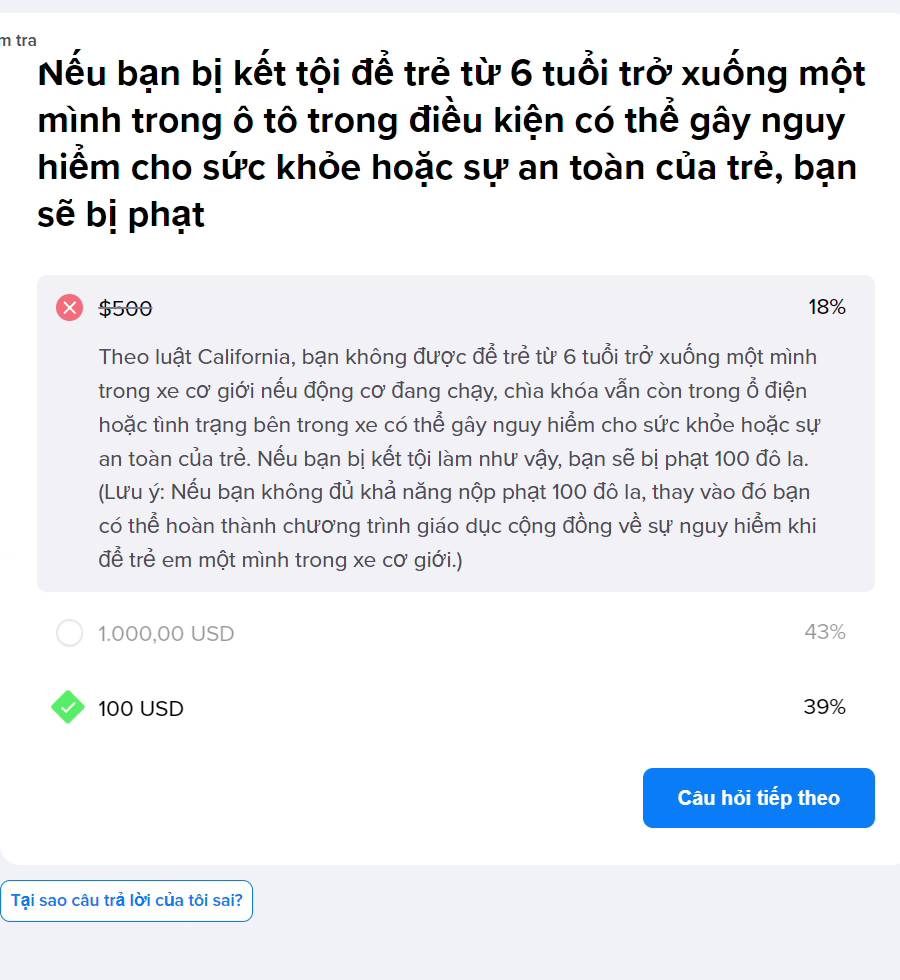 m tra
Nếu bạn bị kết tội để trẻ từ 6 tuổi trở xuống một
mình trong ô tô trong điều kiện có thể gây nguy
hiểm cho sức khỏe hoặc sự an toàn của trẻ, bạn
sẽ bị phạt
$500 18%
Theo luật California, bạn không được để trẻ từ 6 tuổi trở xuống một mình
trong xe cơ giới nếu động cơ đang chạy, chìa khóa vẫn còn trong ổ điện
hoặc tình trạng bên trong xe có thể gây nguy hiểm cho sức khỏe hoặc sự
an toàn của trẻ. Nếu bạn bị kết tội làm như vậy, bạn sẽ bị phạt 100 đô la.
(Lưu ý: Nếu bạn không đủ khả năng nộp phạt 100 đô la, thay vào đó bạn
có thể hoàn thành chương trình giáo dục cộng đồng về sự nguy hiểm khi
để trẻ em một mình trong xe cơ giới.)
1.000,00 USD 43%
100 USD 39%
Câu hỏi tiếp theo
Tại sao câu trả lời của tôi sai?